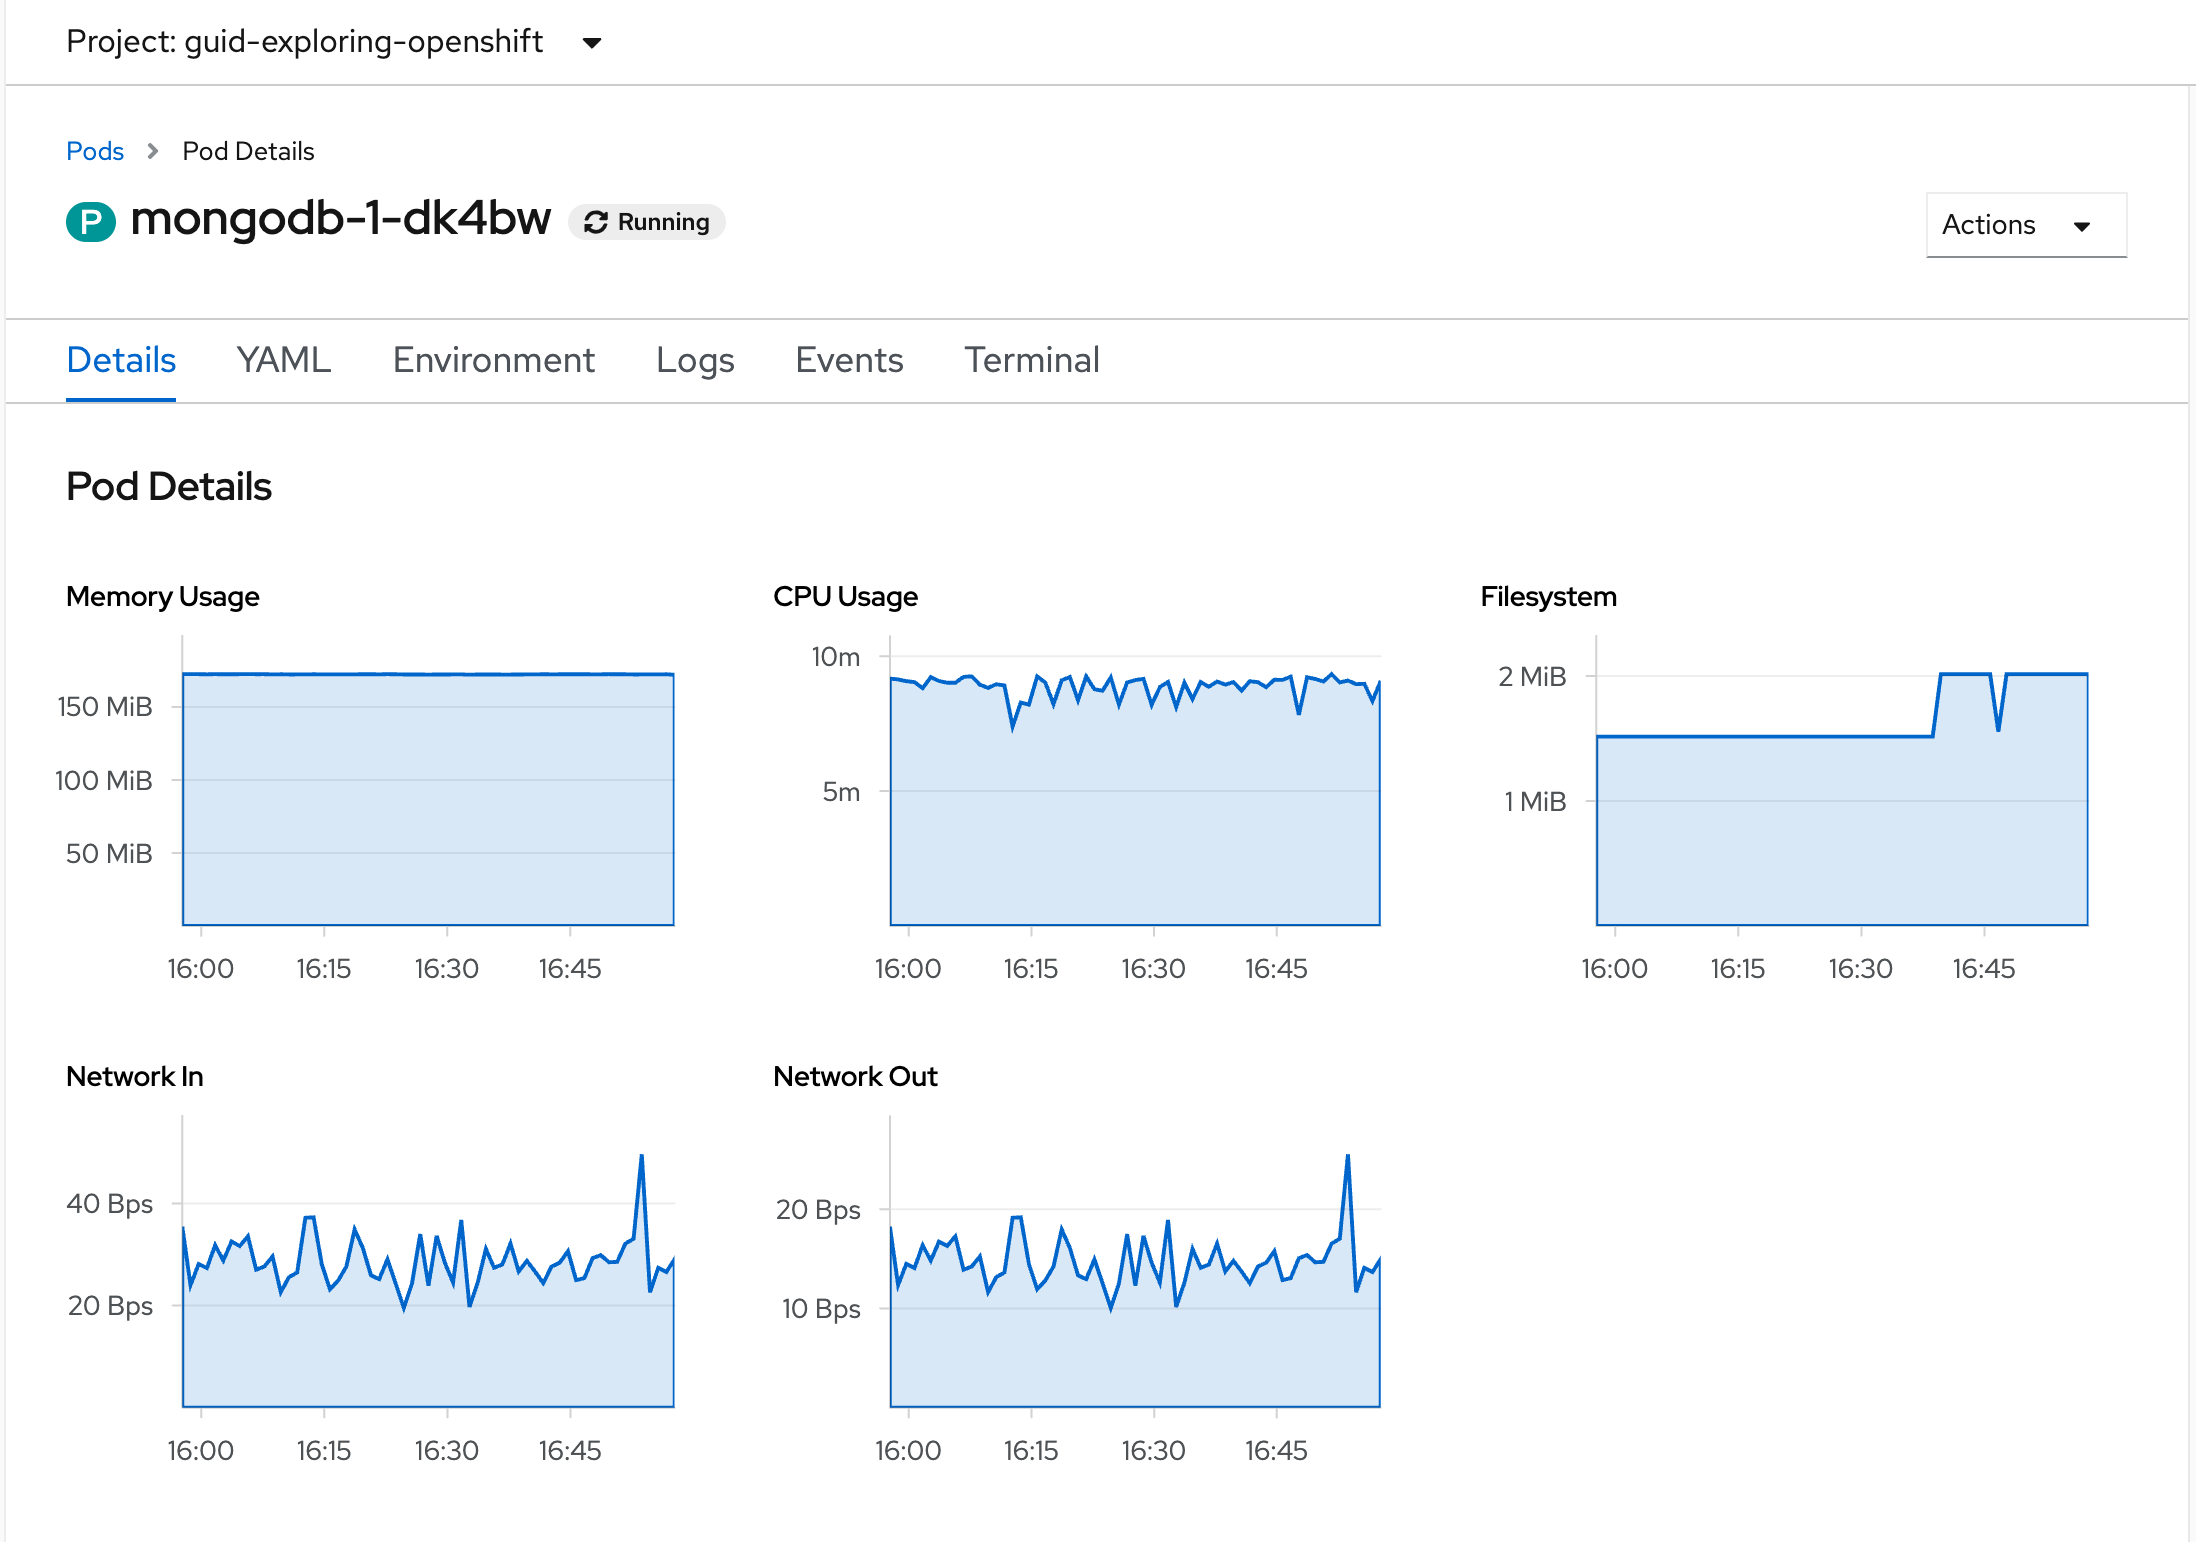 Project: guid-exploring-openshift
Pods > Pod Details
P mongodb-1-dk4bw Running
Actions
Details YAML Environment Logs Events Terminal
Pod Details
Memory Usage
150 MiB
100 MiB
50 MiB
16:00 16:15 16:30 16:45
CPU Usage
10m
5m
16:00 16:15 16:30 16:45
Filesystem
2 MiB
1 MiB
16:00 16:15 16:30 16:45
Network In
40 Bps
20 Bps
16:00 16:15 16:30 16:45
Network Out
20 Bps
10 Bps
16:00 16:15 16:30 16:45